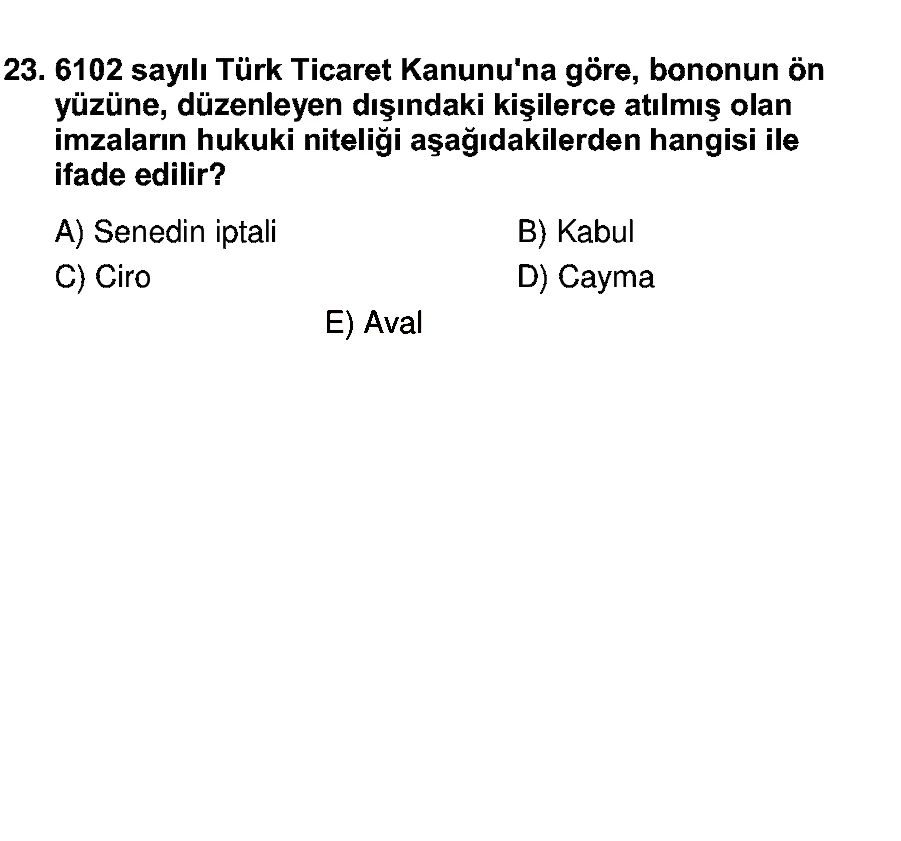 23. 6102 sayılı Türk Ticaret Kanunu'na göre, bononun ön
yüzüne, düzenleyen dışındaki kişilerce atılmış olan
imzaların hukuki niteliği aşağıdakilerden hangisi ile
ifade edilir?
A) Senedin iptali B) Kabul
C) Ciro D) Cayma
E) Aval